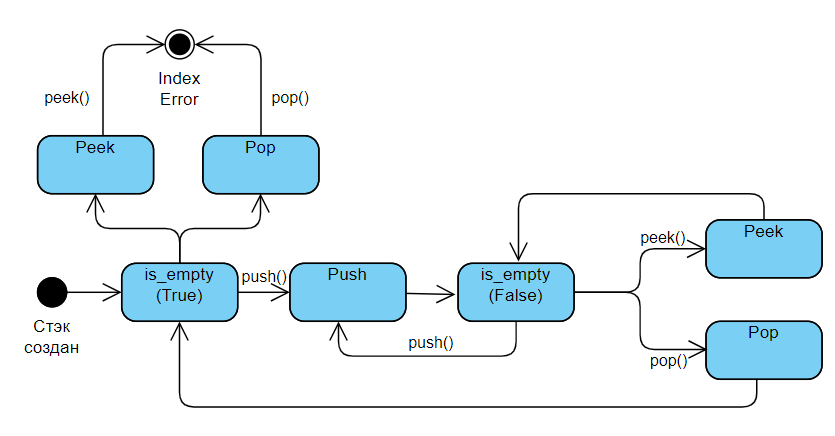 Index
Error
peek()
pop()
Peek
Pop
Peek
peek()
is_empty
(True)
push()
Push
is_empty
(False)
Стэк
создан
push()
Pop
pop()